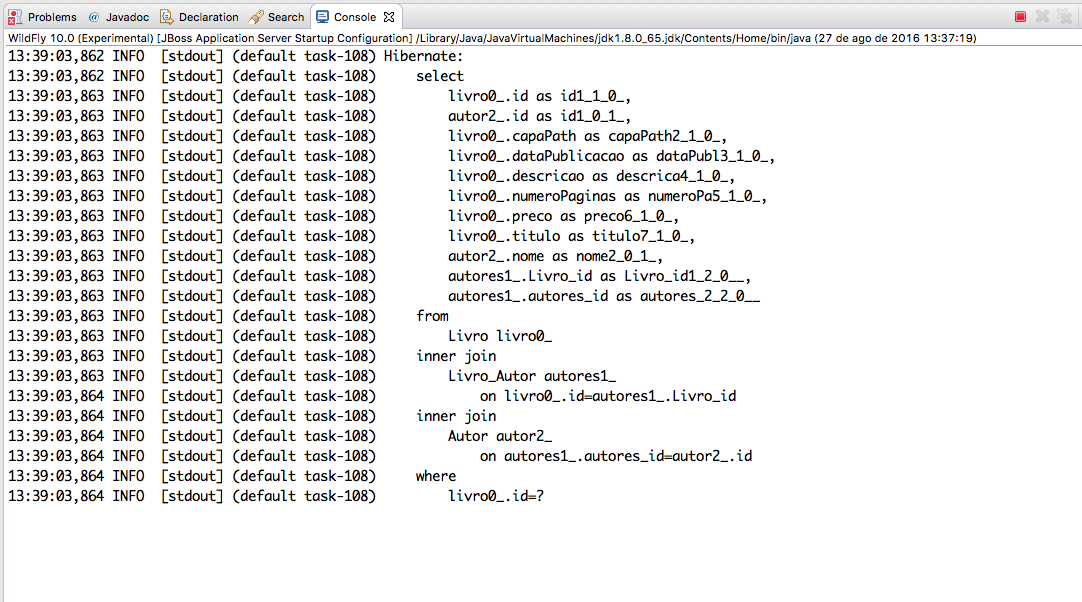 Problems @ Javadoc Declaration Search Console
WildFly 10.0 (Experimental) [JBoss Application Server Startup Configuration] /Library/Java/JavaVirtualMachines/jdk1.8.0_65.jdk/Contents/Home/bin/java (27 de ago de 2016 13:37:19)
13:39:03,862 INFO  [stdout] (default task-108) Hibernate:
13:39:03,862 INFO  [stdout] (default task-108)     select
13:39:03,863 INFO  [stdout] (default task-108)         livro0_.id as id1_1_0_,
13:39:03,863 INFO  [stdout] (default task-108)         autor2_.id as id1_0_1_,
13:39:03,863 INFO  [stdout] (default task-108)         livro0_.capaPath as capaPath2_1_0_,
13:39:03,863 INFO  [stdout] (default task-108)         livro0_.dataPublicacao as dataPubl3_1_0_,
13:39:03,863 INFO  [stdout] (default task-108)         livro0_.descricao as descrica4_1_0_,
13:39:03,863 INFO  [stdout] (default task-108)         livro0_.numeroPaginas as numeroPa5_1_0_,
13:39:03,863 INFO  [stdout] (default task-108)         livro0_.preco as preco6_1_0_,
13:39:03,863 INFO  [stdout] (default task-108)         livro0_.titulo as titulo7_1_0_,
13:39:03,863 INFO  [stdout] (default task-108)         autor2_.nome as nome2_0_1_,
13:39:03,863 INFO  [stdout] (default task-108)         autores1_.Livro_id as Livro_id1_2_0__,
13:39:03,863 INFO  [stdout] (default task-108)         autores1_.autores_id as autores_2_2_0__
13:39:03,863 INFO  [stdout] (default task-108)     from
13:39:03,863 INFO  [stdout] (default task-108)         Livro livro0_
13:39:03,863 INFO  [stdout] (default task-108)     inner join
13:39:03,863 INFO  [stdout] (default task-108)         Livro_Autor autores1_
13:39:03,864 INFO  [stdout] (default task-108)             on livro0_.id=autores1_.Livro_id
13:39:03,864 INFO  [stdout] (default task-108)     inner join
13:39:03,864 INFO  [stdout] (default task-108)         Autor autor2_
13:39:03,864 INFO  [stdout] (default task-108)             on autores1_.autores_id=autor2_.id
13:39:03,864 INFO  [stdout] (default task-108)     where
13:39:03,864 INFO  [stdout] (default task-108)         livro0_.id=?